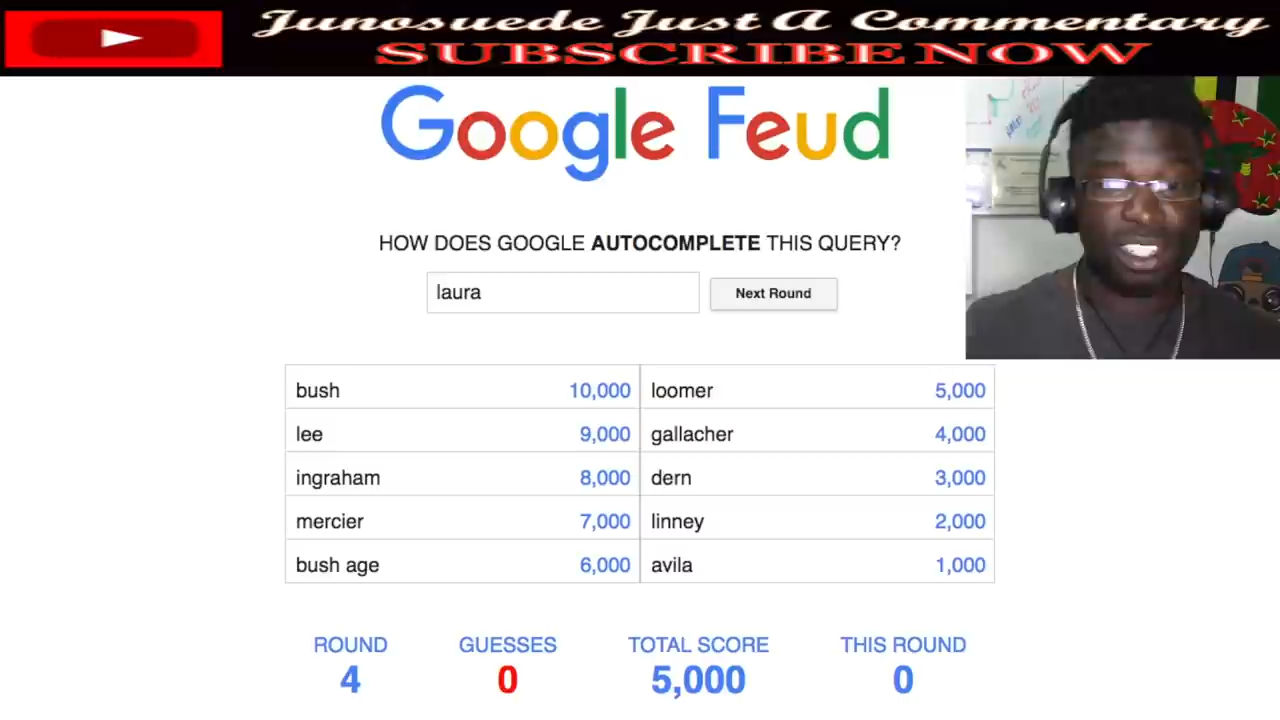 Junosuede Just A Commentary
SUBSCRIBE NOW
Google Feud
HOW DOES GOOGLE AUTOCOMPLETE THIS QUERY?
laura
Next Round
bush 10,000 loomer 5,000
lee 9,000 gallacher 4,000
ingraham 8,000 dern 3,000
mercier 7,000 linney 2,000
bush age 6,000 avila 1,000
ROUND GUESSES TOTAL SCORE THIS ROUND
4 0 5,000 0